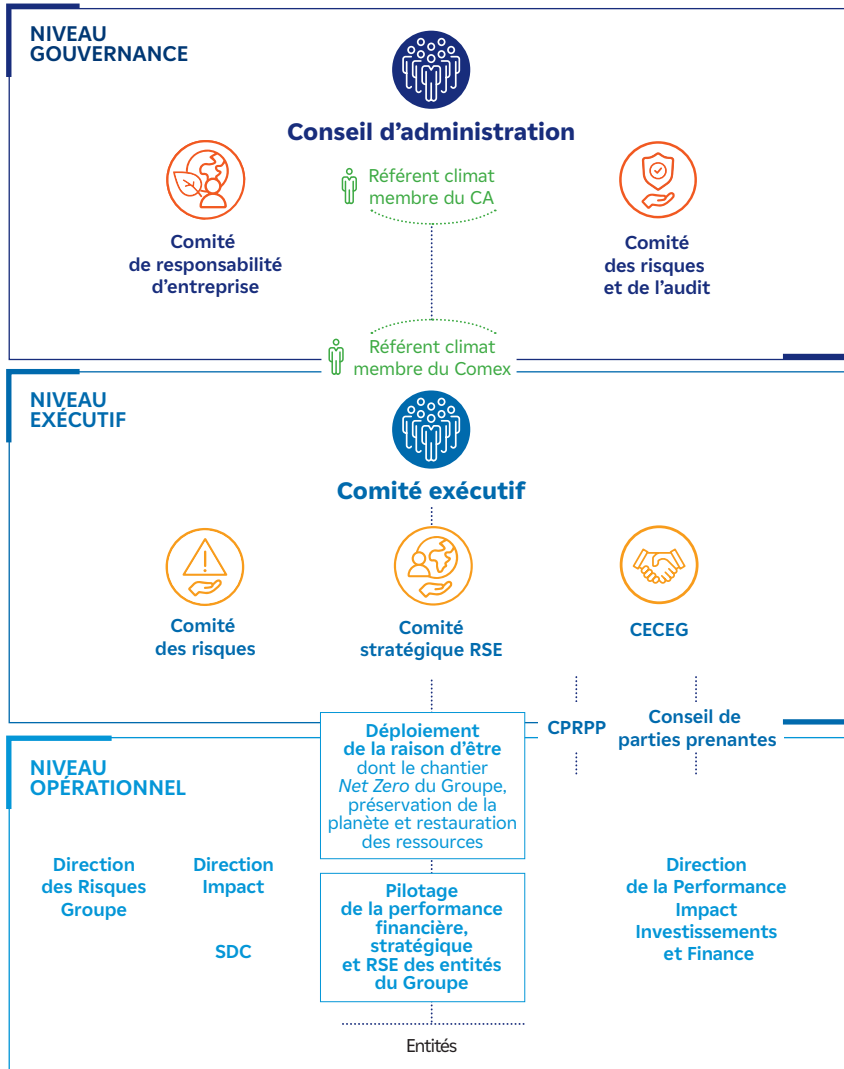 NIVEAU
GOUVERNANCE
Conseil d'administration
Référent climat
membre du CA
Comité
de responsabilité
d'entreprise
Comité
des risques
et de l'audit
Référent climat
membre du Comex
NIVEAU
EXÉCUTIF
Comité exécutif
Comité
des risques
Comité
stratégique RSE
CECEG
CPRPP
Conseil de
parties prenantes
NIVEAU
OPÉRATIONNEL
Déploiement
de la raison d'être
dont le chantier
Net Zero du Groupe,
préservation de la
planète et restauration
des ressources
Direction
des Risques
Groupe
Direction
Impact
SDC
Pilotage
de la performance
financière,
stratégique
et RSE des entités
du Groupe
Direction
de la Performance
Impact
Investissements
et Finance
Entités